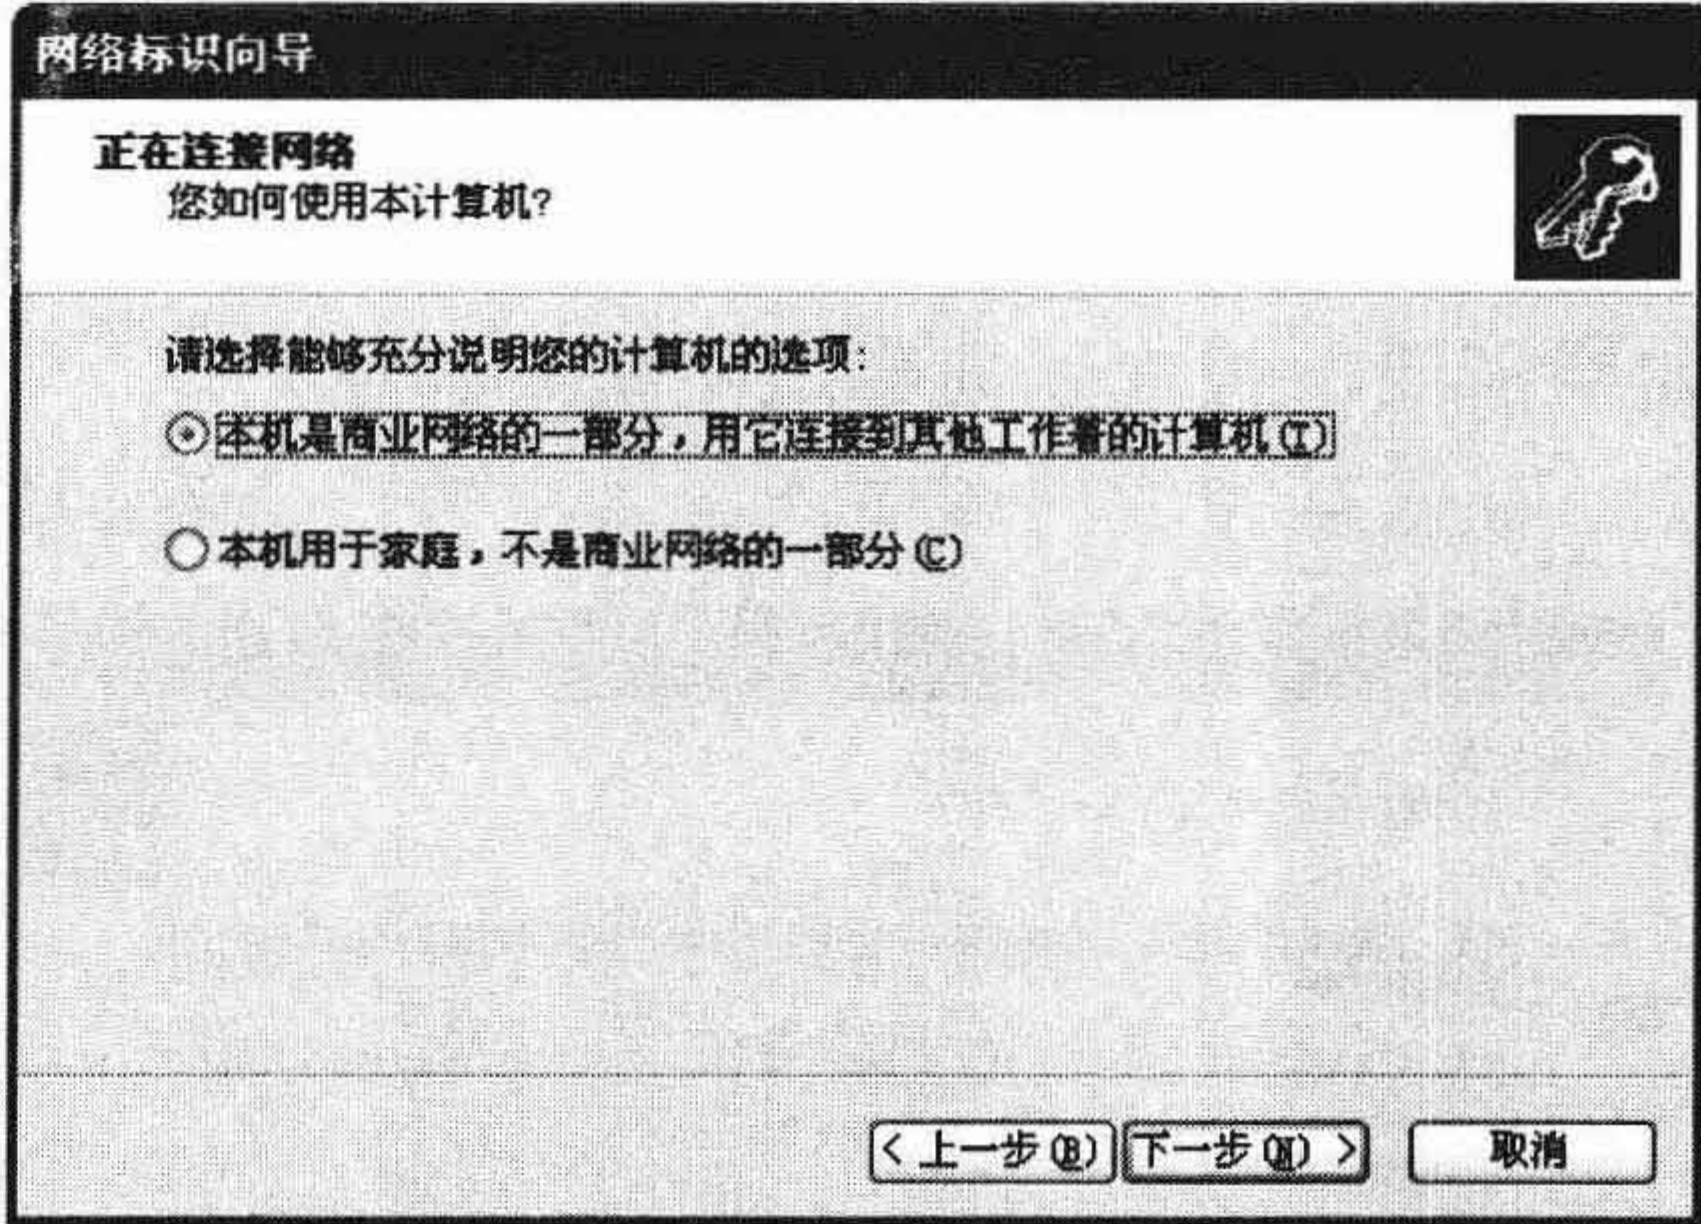 网络标识向导
正在连接网络
您如何使用本计算机?
请选择能够充分说明您的计算机的选项:
本机是商业网络的一部分，用它连接到其他工作著的计算机(T)
本机用于家庭，不是商业网络的一部分(C)
< 上一步(B)
下一步(N) >
取消